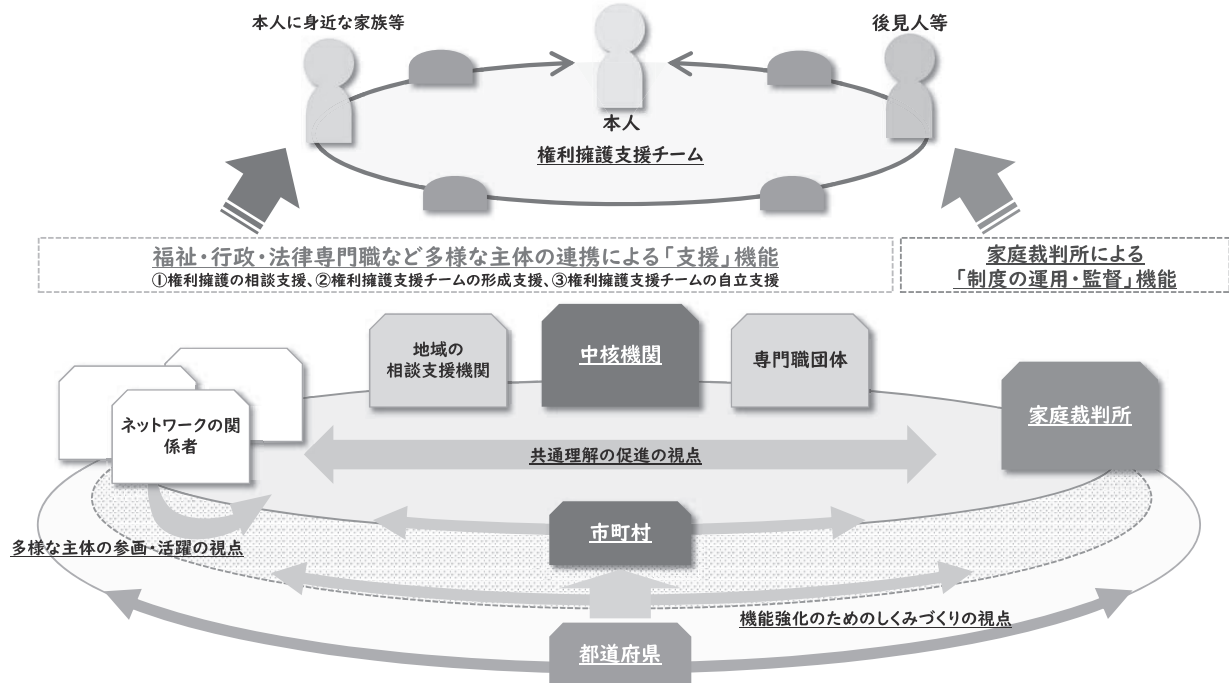 本人に身近な家族等
後見人等
本人
権利擁護支援チーム
福祉・行政・法律専門職など多様な主体の連携による「支援」機能
①権利擁護の相談支援、②権利擁護支援チームの形成支援、③権利擁護支援チームの自立支援
家庭裁判所による
「制度の運用・監督」機能
地域の
相談支援機関
中核機関
専門職団体
ネットワークの関
係者
家庭裁判所
共通理解の促進の視点
市町村
多様な主体の参画・活躍の視点
機能強化のためのしくみづくりの視点
都道府県